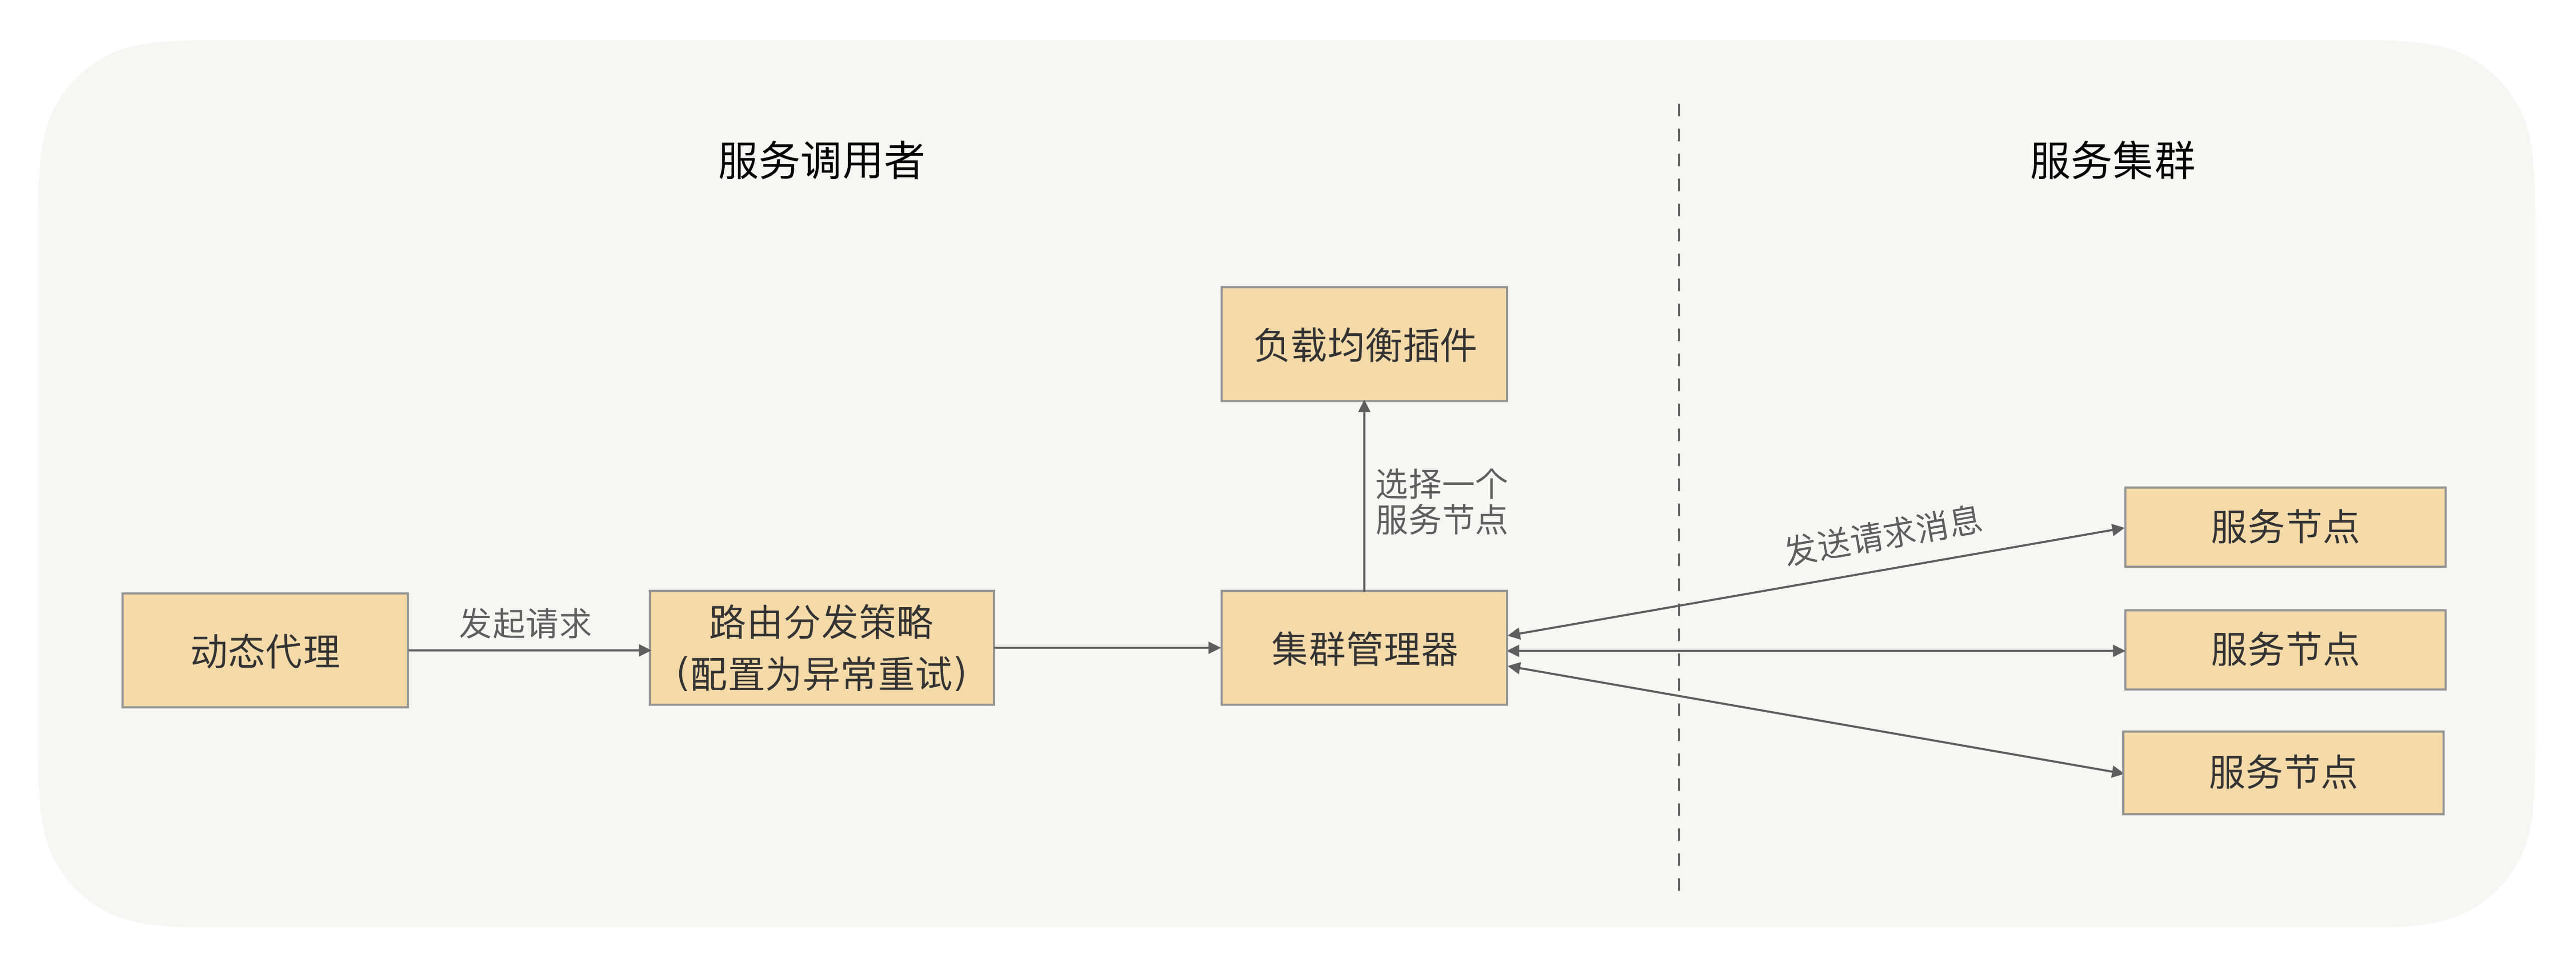 服务调用者
服务集群
负载均衡插件
选择一个
服务节点
发送请求消息
服务节点
动态代理
发起请求
路由分发策略
(配置为异常重试)
集群管理器
服务节点
服务节点